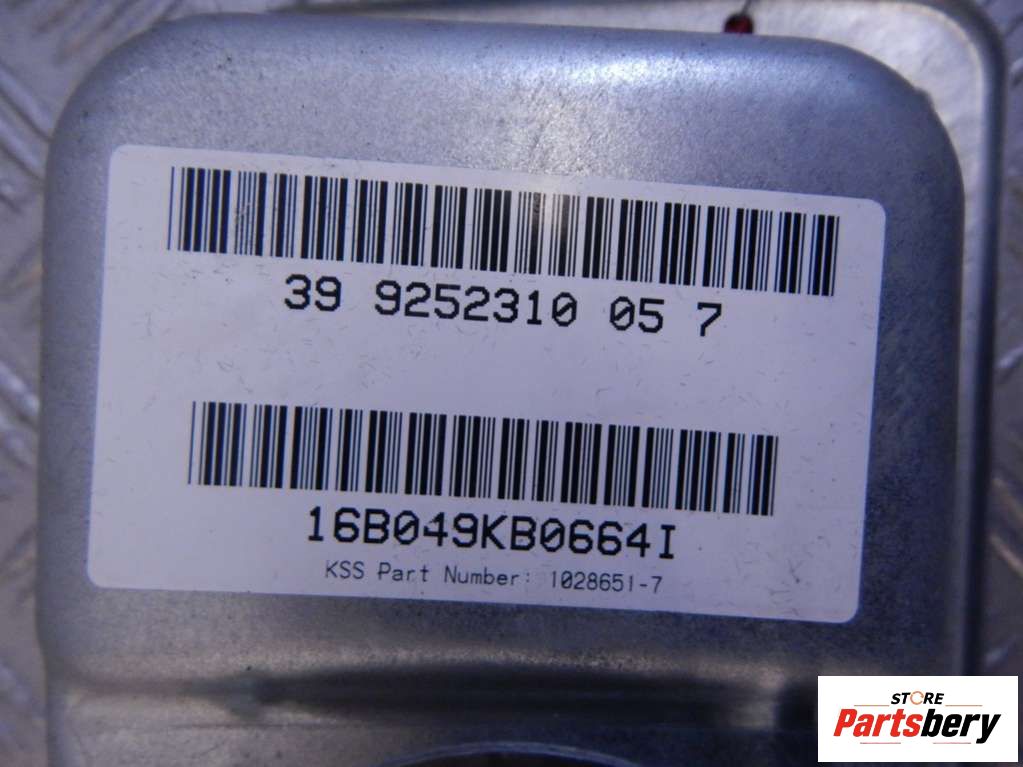 39 9252310 05 7
16B049KB0664I
KSS Part Number: 1028651-7
STORE
Partsbery